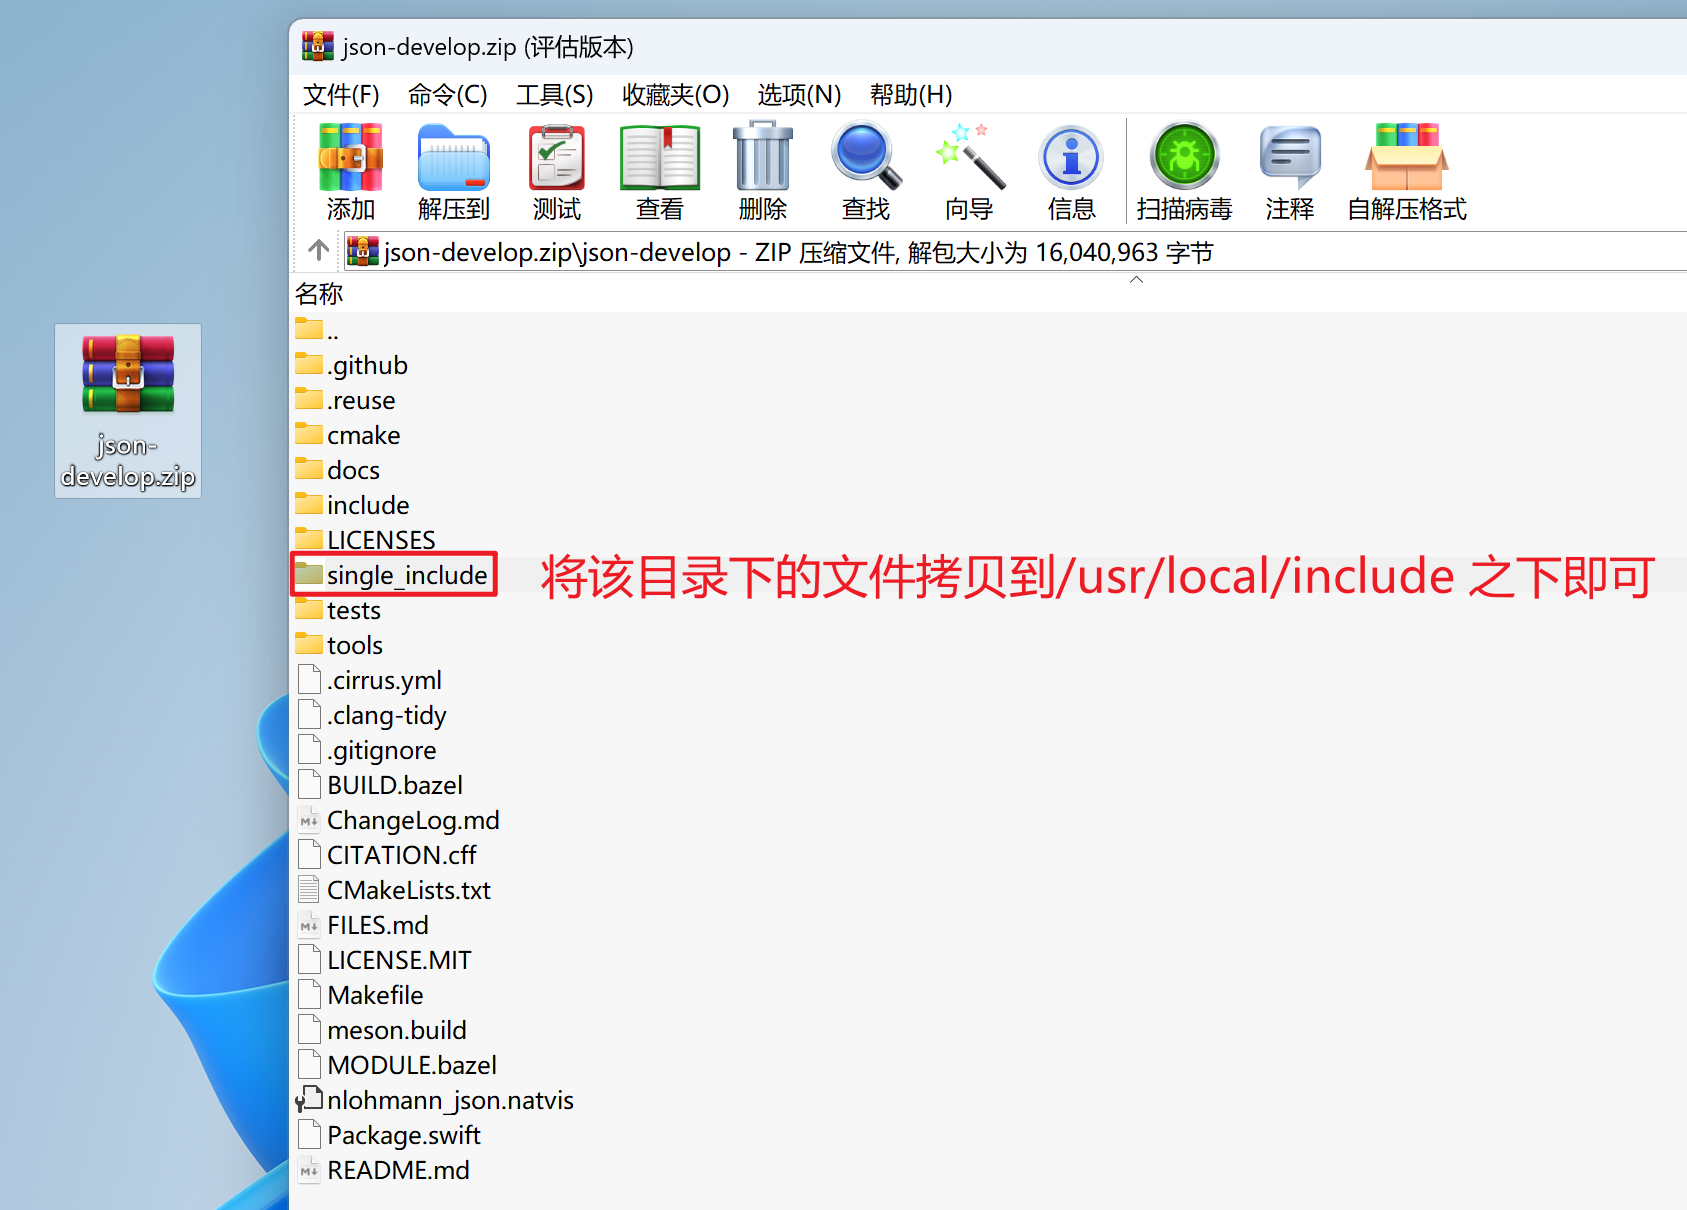 json-develop.zip (评估版本)
文件(F) 命令(C) 工具(S) 收藏夹(O) 选项(N) 帮助(H)
添加 解压到 测试 查看 删除 查找 向导 信息 扫描病毒 注释 自解压格式
json-develop.zip\json-develop - ZIP 压缩文件, 解包大小为 16,040,963 字节
名称
..
.github
.reuse
cmake
docs
include
LICENSES
single_include 将该目录下的文件拷贝到/usr/local/include 之下即可
tests
tools
.cirrus.yml
.clang-tidy
.gitignore
BUILD.bazel
ChangeLog.md
CITATION.cff
CMakeLists.txt
FILES.md
LICENSE.MIT
Makefile
meson.build
MODULE.bazel
nlohmann_json.natvis
Package.swift
README.md
json-
develop.zip